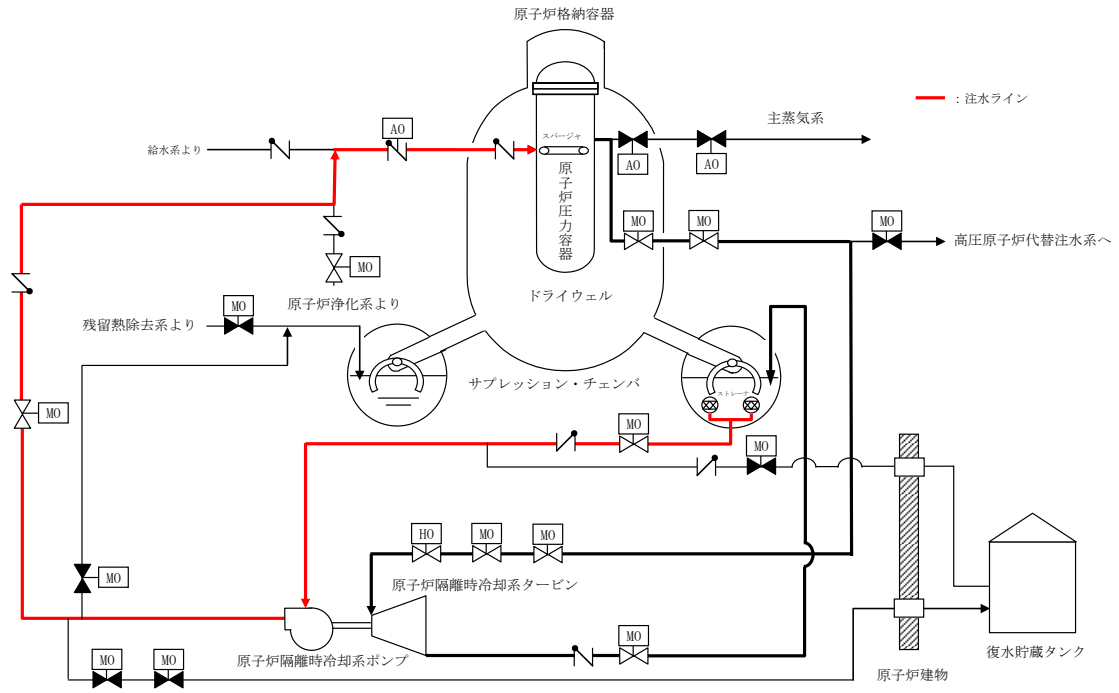 原子炉格納容器
：注水ライン
主蒸気系
AO
スパージャ
給水系より
AO
AO
原子炉圧力容器
MO
MO
MO
高圧原子炉代替注水系へ
MO
原子炉浄化系より
ドライウェル
MO
残留熱除去系より
サプレッション・チェンバ
ストレーナ
MO
MO
MO
HO
MO
MO
原子炉隔離時冷却系タービン
MO
MO
原子炉隔離時冷却系ポンプ
MO
MO
原子炉建物
復水貯蔵タンク